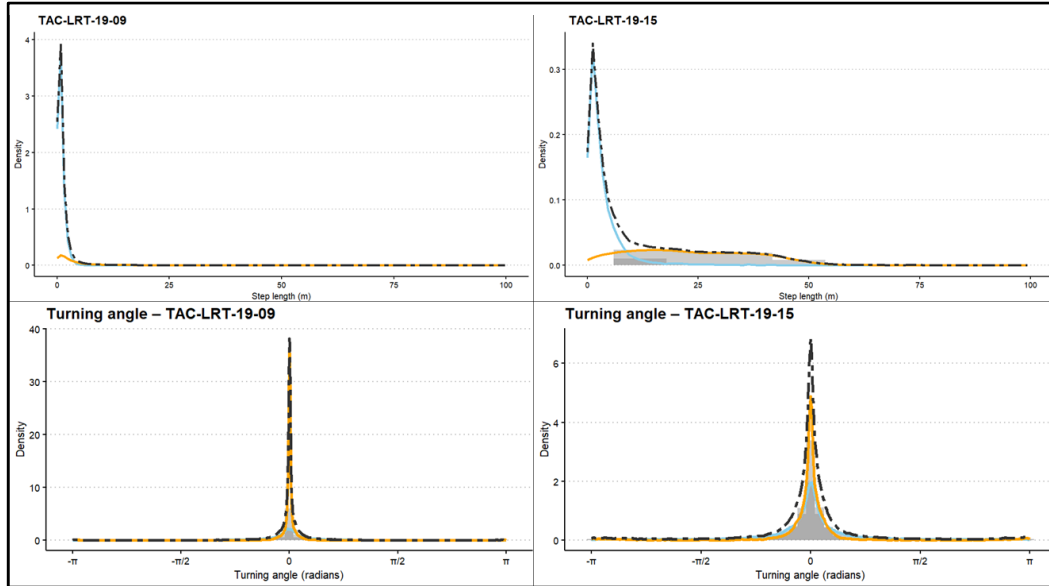 TAC-LRT-19-09
4
3
2
1
0
Density
0
25
50
75
100
Step length (m)
TAC-LRT-19-15
0.3
0.2
0.1
0.0
Density
0
25
50
75
100
Step length (m)
Turning angle – TAC-LRT-19-09
40
30
20
10
0
Density
-π
-π/2
0
π/2
π
Turning angle (radians)
Turning angle – TAC-LRT-19-15
6
4
2
0
Density
-π
-π/2
0
π/2
π
Turning angle (radians)